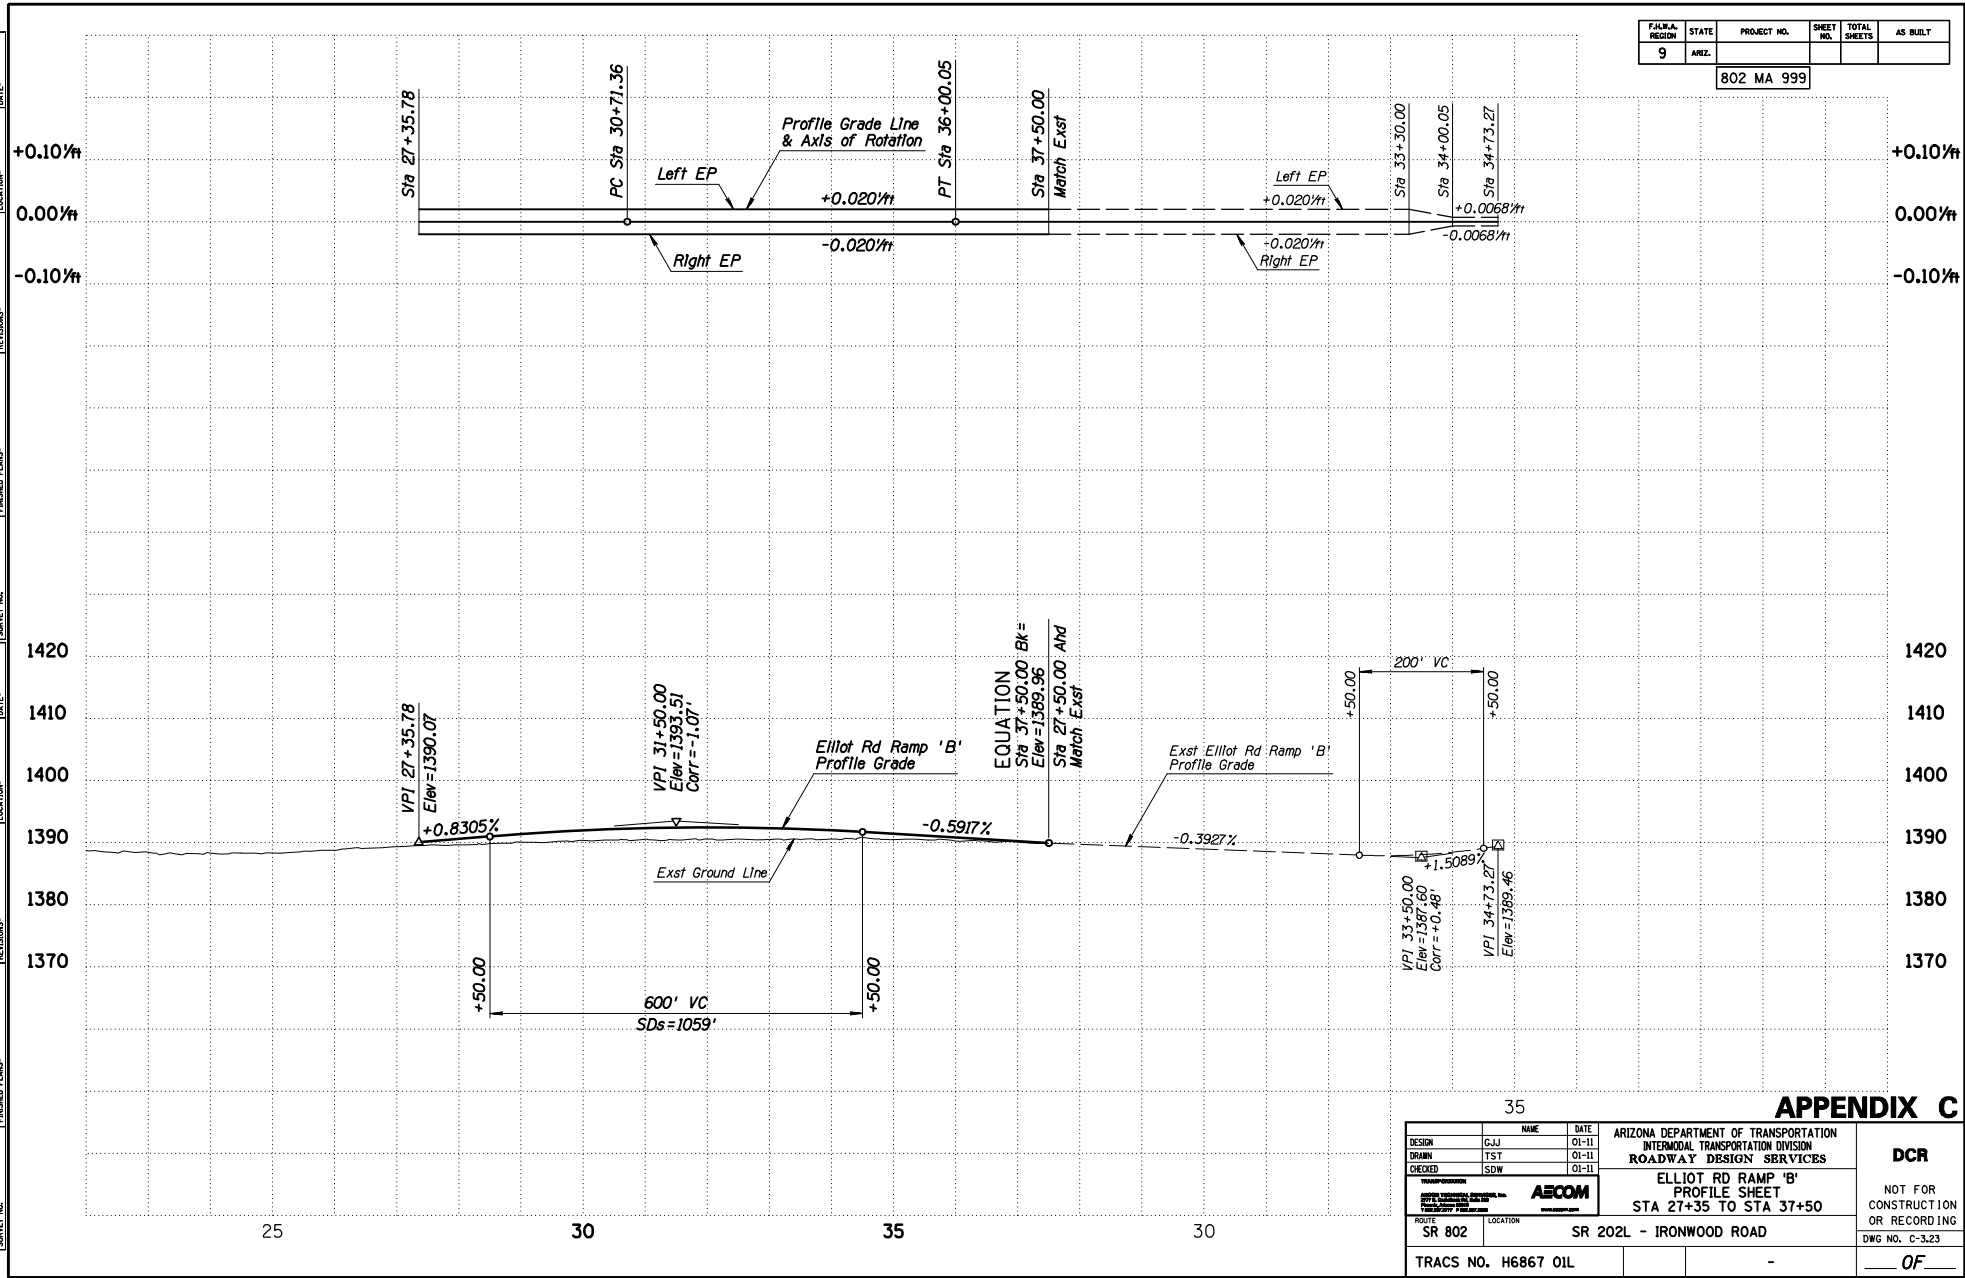 F.H.W.A. REGION STATE PROJECT NO. SHEET NO. TOTAL SHEETS AS BUILT
9 ARIZ.
802 MA 999
Sta 27+35.78
PC Sta 30+71.36
PT Sta 36+00.05
Sta 37+50.00
Match Exst
Sta 33+30.00
Sta 34+00.05
Sta 34+73.27
Profile Grade Line
& Axis of Rotation
+0.10'/ft
+0.10'/ft
Left EP
+0.020'/ft
Left EP
+0.020'/ft
+0.0068'/ft
0.00'/ft
0.00'/ft
-0.020'/ft
-0.020'/ft
-0.0068'/ft
Right EP
Right EP
-0.10'/ft
-0.10'/ft
1420
1420
1410
1410
1400
1400
1390
1390
1380
1380
1370
1370
VPI 27+35.78
Elev=1390.07
+0.8305%
VPI 31+50.00
Elev=1393.51
Corr=-1.07'
Elliot Rd Ramp 'B'
Profile Grade
-0.5917%
Exst Ground Line
EQUATION
Sta 37+50.00 Bk=
Elev=1389.96
Sta 27+50.00 Ahd
Match Exst
Exst Elliot Rd Ramp 'B'
Profile Grade
-0.3927%
+50.00
200' VC
+50.00
+1.5089%
VPI 33+50.00
Elev=1387.60
Corr=+0.48'
VPI 34+73.27
Elev=1389.46
+50.00
600' VC
SDs=1059'
+50.00
35
25
30
35
30
APPENDIX C
NAME DATE
DESIGN GJJ 01-11
DRAWN TST 01-11
CHECKED SDW 01-11
ARIZONA DEPARTMENT OF TRANSPORTATION
INTERMODAL TRANSPORTATION DIVISION
ROADWAY DESIGN SERVICES
DCR
TRANSPORTATION
AECOM
ELLIOT RD RAMP 'B'
PROFILE SHEET
STA 27+35 TO STA 37+50
NOT FOR
CONSTRUCTION
OR RECORDING
ROUTE
SR 802
LOCATION
SR 202L - IRONWOOD ROAD
DWG NO. C-3.23
TRACS NO. H6867 01L
-
OF